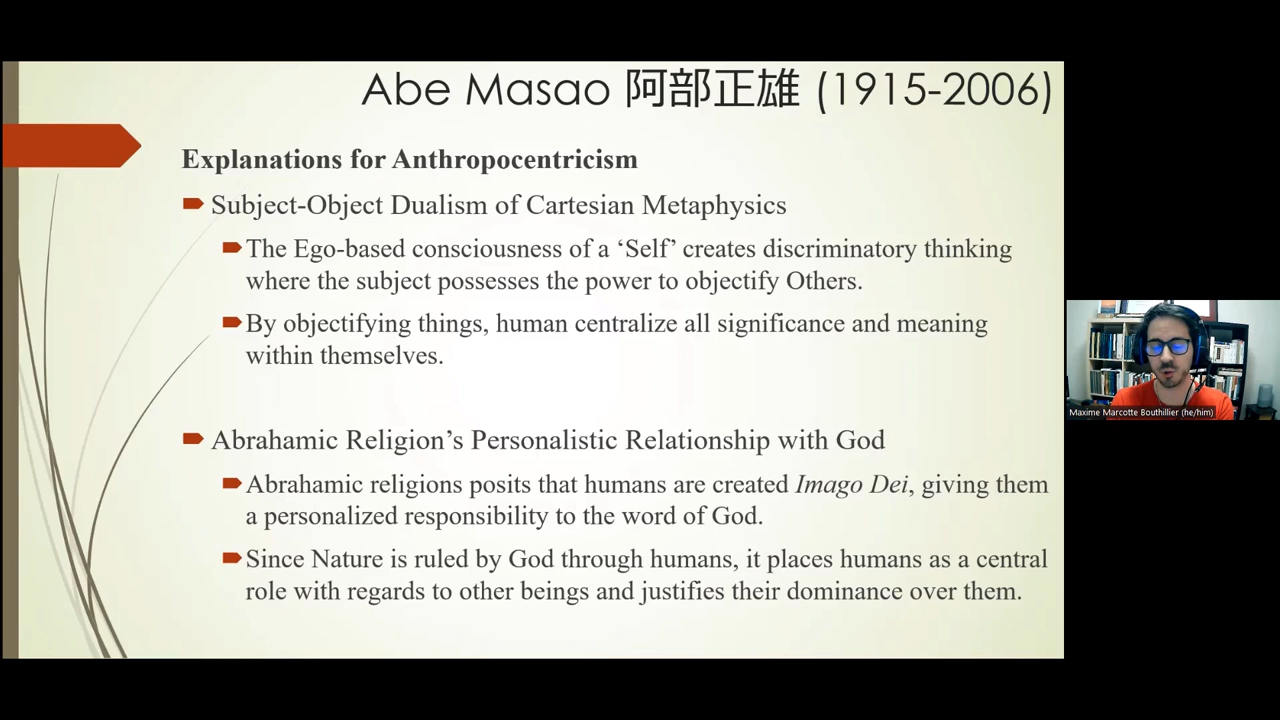 Abe Masao 阿部正雄 (1915-2006)
Explanations for Anthropocentricism
Subject-Object Dualism of Cartesian Metaphysics
The Ego-based consciousness of a ‘Self’ creates discriminatory thinking
where the subject possesses the power to objectify Others.
By objectifying things, human centralize all significance and meaning
within themselves.
Abrahamic Religion’s Personalistic Relationship with God
Abrahamic religions posits that humans are created Imago Dei, giving them
a personalized responsibility to the word of God.
Since Nature is ruled by God through humans, it places humans as a central
role with regards to other beings and justifies their dominance over them.
Maxime Marcotte Bouthillier (he/him)